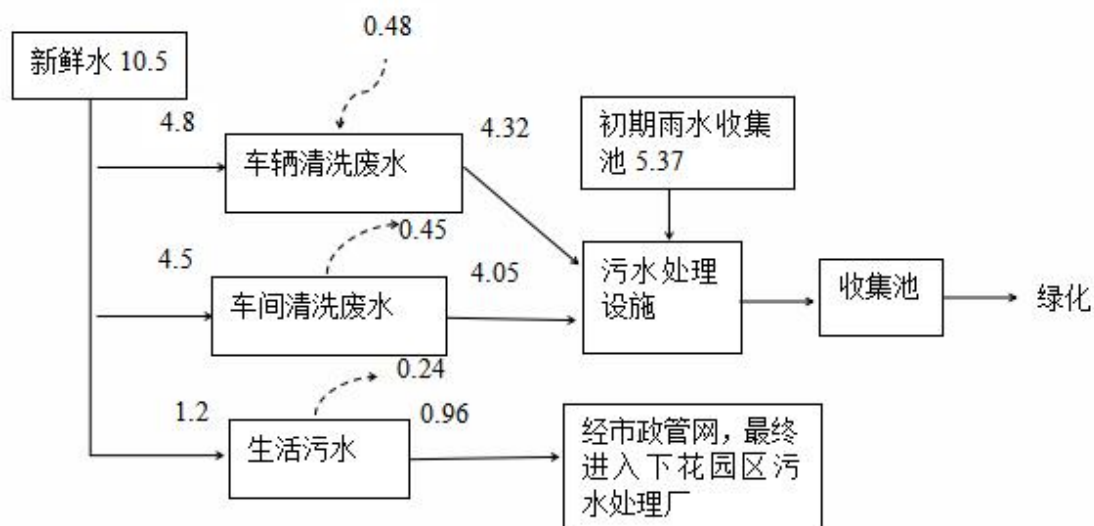 0.48
新鲜水 10.5
4.8
车辆清洗废水
4.32
初期雨水收集
池 5.37
0.45
4.5
车间清洗废水
4.05
污水处理
设施
收集池
绿化
0.24
1.2
生活污水
0.96
经市政管网，最终
进入下花园区污
水处理厂